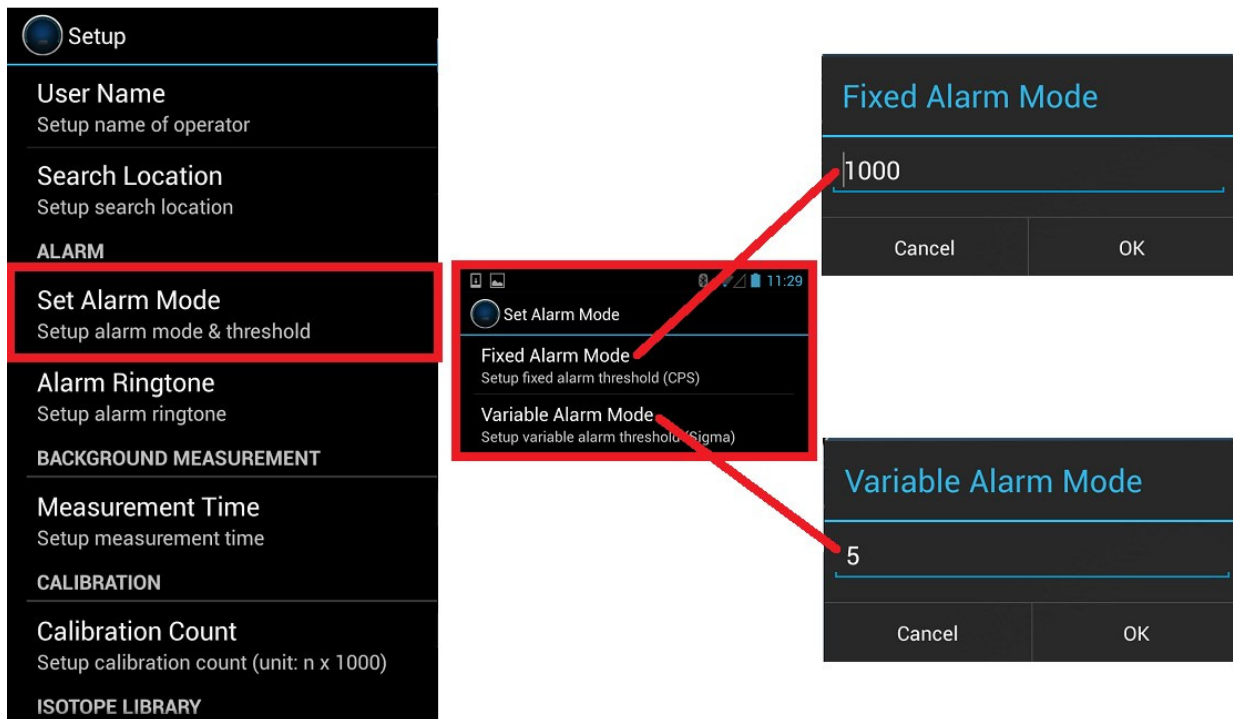 Setup
User Name
Setup name of operator
Search Location
Setup search location
ALARM
Set Alarm Mode
Setup alarm mode & threshold
Alarm Ringtone
Setup alarm ringtone
BACKGROUND MEASUREMENT
Measurement Time
Setup measurement time
CALIBRATION
Calibration Count
Setup calibration count (unit: n x 1000)
ISOTOPE LIBRARY
11:29
Set Alarm Mode
Fixed Alarm Mode
Setup fixed alarm threshold (CPS)
Variable Alarm Mode
Setup variable alarm threshold (Sigma)
Fixed Alarm Mode
1000
Cancel OK
Variable Alarm Mode
5
Cancel OK